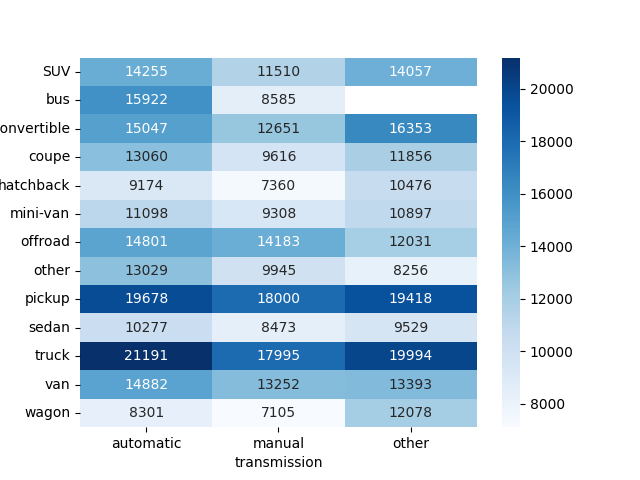 SUV 14255 11510 14057
bus 15922 8585
onvertible 15047 12651 16353
coupe 13060 9616 11856
hatchback 9174 7360 10476
mini-van 11098 9308 10897
offroad 14801 14183 12031
other 13029 9945 8256
pickup 19678 18000 19418
sedan 10277 8473 9529
truck 21191 17995 19994
van 14882 13252 13393
wagon 8301 7105 12078
automatic manual other
transmission
20000
18000
16000
14000
12000
10000
8000